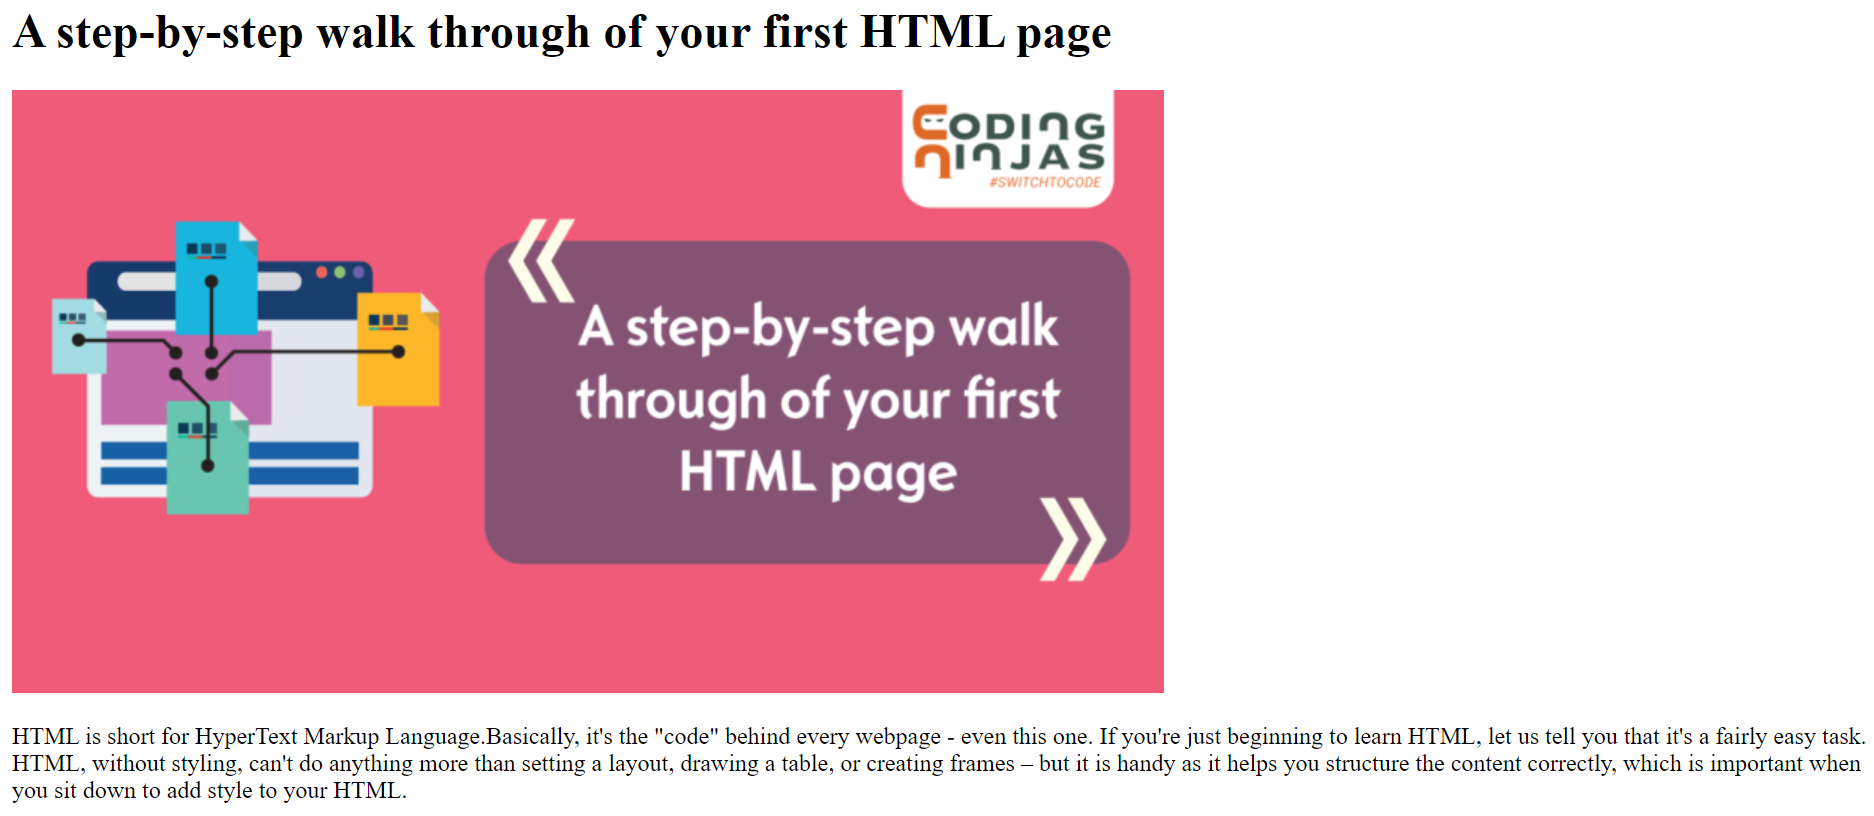 A step-by-step walk through of your first HTML page
CODING
NINJAS
#SWITCHTOCODE
A step-by-step walk
through of your first
HTML page
HTML is short for HyperText Markup Language.Basically, it's the "code" behind every webpage - even this one. If you're just beginning to learn HTML, let us tell you that it's a fairly easy task.
HTML, without styling, can't do anything more than setting a layout, drawing a table, or creating frames – but it is handy as it helps you structure the content correctly, which is important when
you sit down to add style to your HTML.